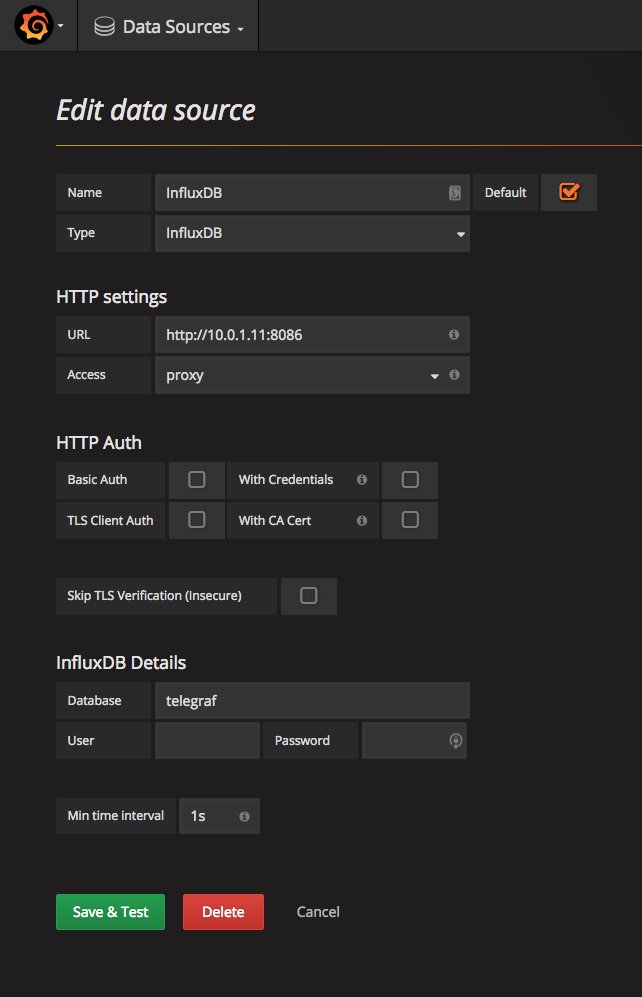 Data Sources
Edit data source
Name InfluxDB Default
Type InfluxDB
HTTP settings
URL http://10.0.1.11:8086
Access proxy
HTTP Auth
Basic Auth With Credentials
TLS Client Auth With CA Cert
Skip TLS Verification (Insecure)
InfluxDB Details
Database telegraf
User Password
Min time interval 1s
Save & Test Delete Cancel